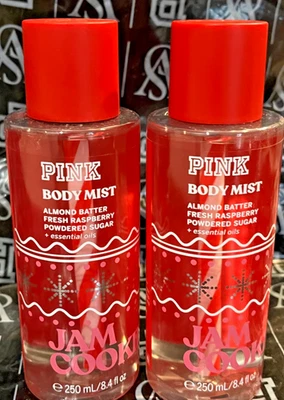 PINK
BODY MIST
ALMOND BATTER
FRESH RASPBERRY
POWDERED SUGAR
+ essential oils
JAM
COOKI
e 250 mL/8.4 fl oz
PINK
BODY MIST
ALMOND BATTER
FRESH RASPBERRY
POWDERED SUGAR
+ essential oils
JAM
COOKI
e 250 mL/8.4 fl oz